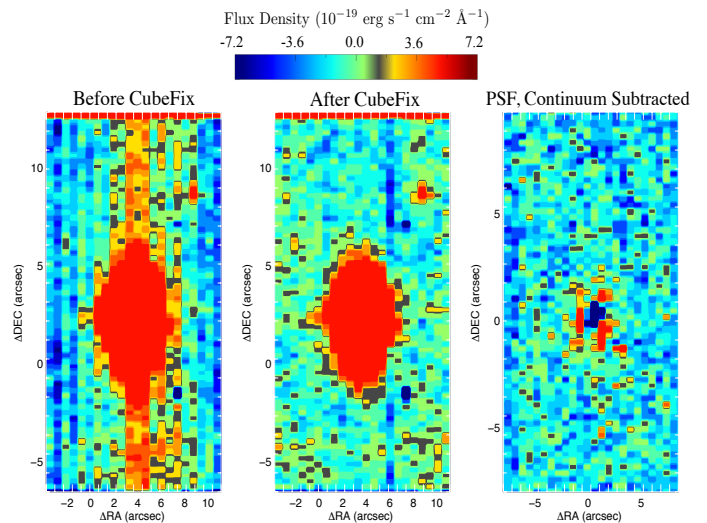 Flux Density (10⁻¹⁹ erg s⁻¹ cm⁻² Å⁻¹)
-7.2 -3.6 0.0 3.6 7.2
Before CubeFix After CubeFix PSF, Continuum Subtracted
ΔDEC (arcsec)
10
5
0
−5
−2 0 2 4 6 8 10
ΔRA (arcsec)
ΔDEC (arcsec)
10
5
0
−5
−2 0 2 4 6 8 10
ΔRA (arcsec)
ΔDEC (arcsec)
5
0
−5
−5 0 5
ΔRA (arcsec)